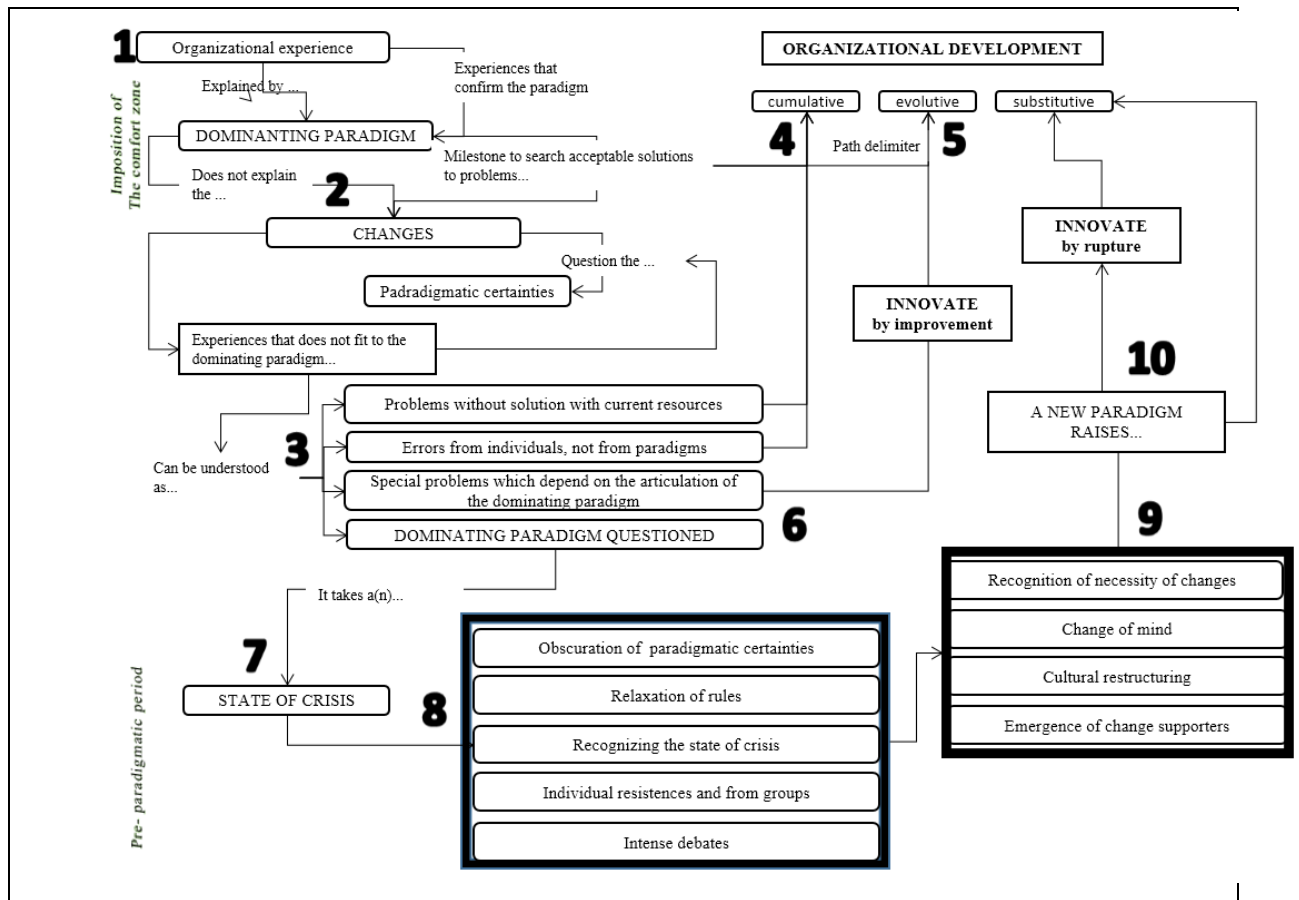 1
Organizational experience
ORGANIZATIONAL DEVELOPMENT
Explained by ...
Experiences that
confirm the paradigm
cumulative
evolutive
substitutive
Imposition of
The comfort zone
DOMINANTING PARADIGM
4
5
Path delimiter
Milestone to search acceptable solutions
to problems...
Does not explain
the ...
2
CHANGES
INNOVATE
by rupture
Question the ...
Padradigmatic certainties
INNOVATE
by improvement
Experiences that does not fit to the
dominating paradigm...
10
A NEW PARADIGM
RAISES...
3
Can be understood
as...
Problems without solution with current resources
Errors from individuals, not from paradigms
Special problems which depend on the articulation of
the dominating paradigm
DOMINATING PARADIGM QUESTIONED
6
9
It takes a(n)...
7
STATE OF CRISIS
Pre- paradigmatic period
8
Obscuration of paradigmatic certainties
Relaxation of rules
Recognizing the state of crisis
Individual resistences and from groups
Intense debates
Recognition of necessity of changes
Change of mind
Cultural restructuring
Emergence of change supporters